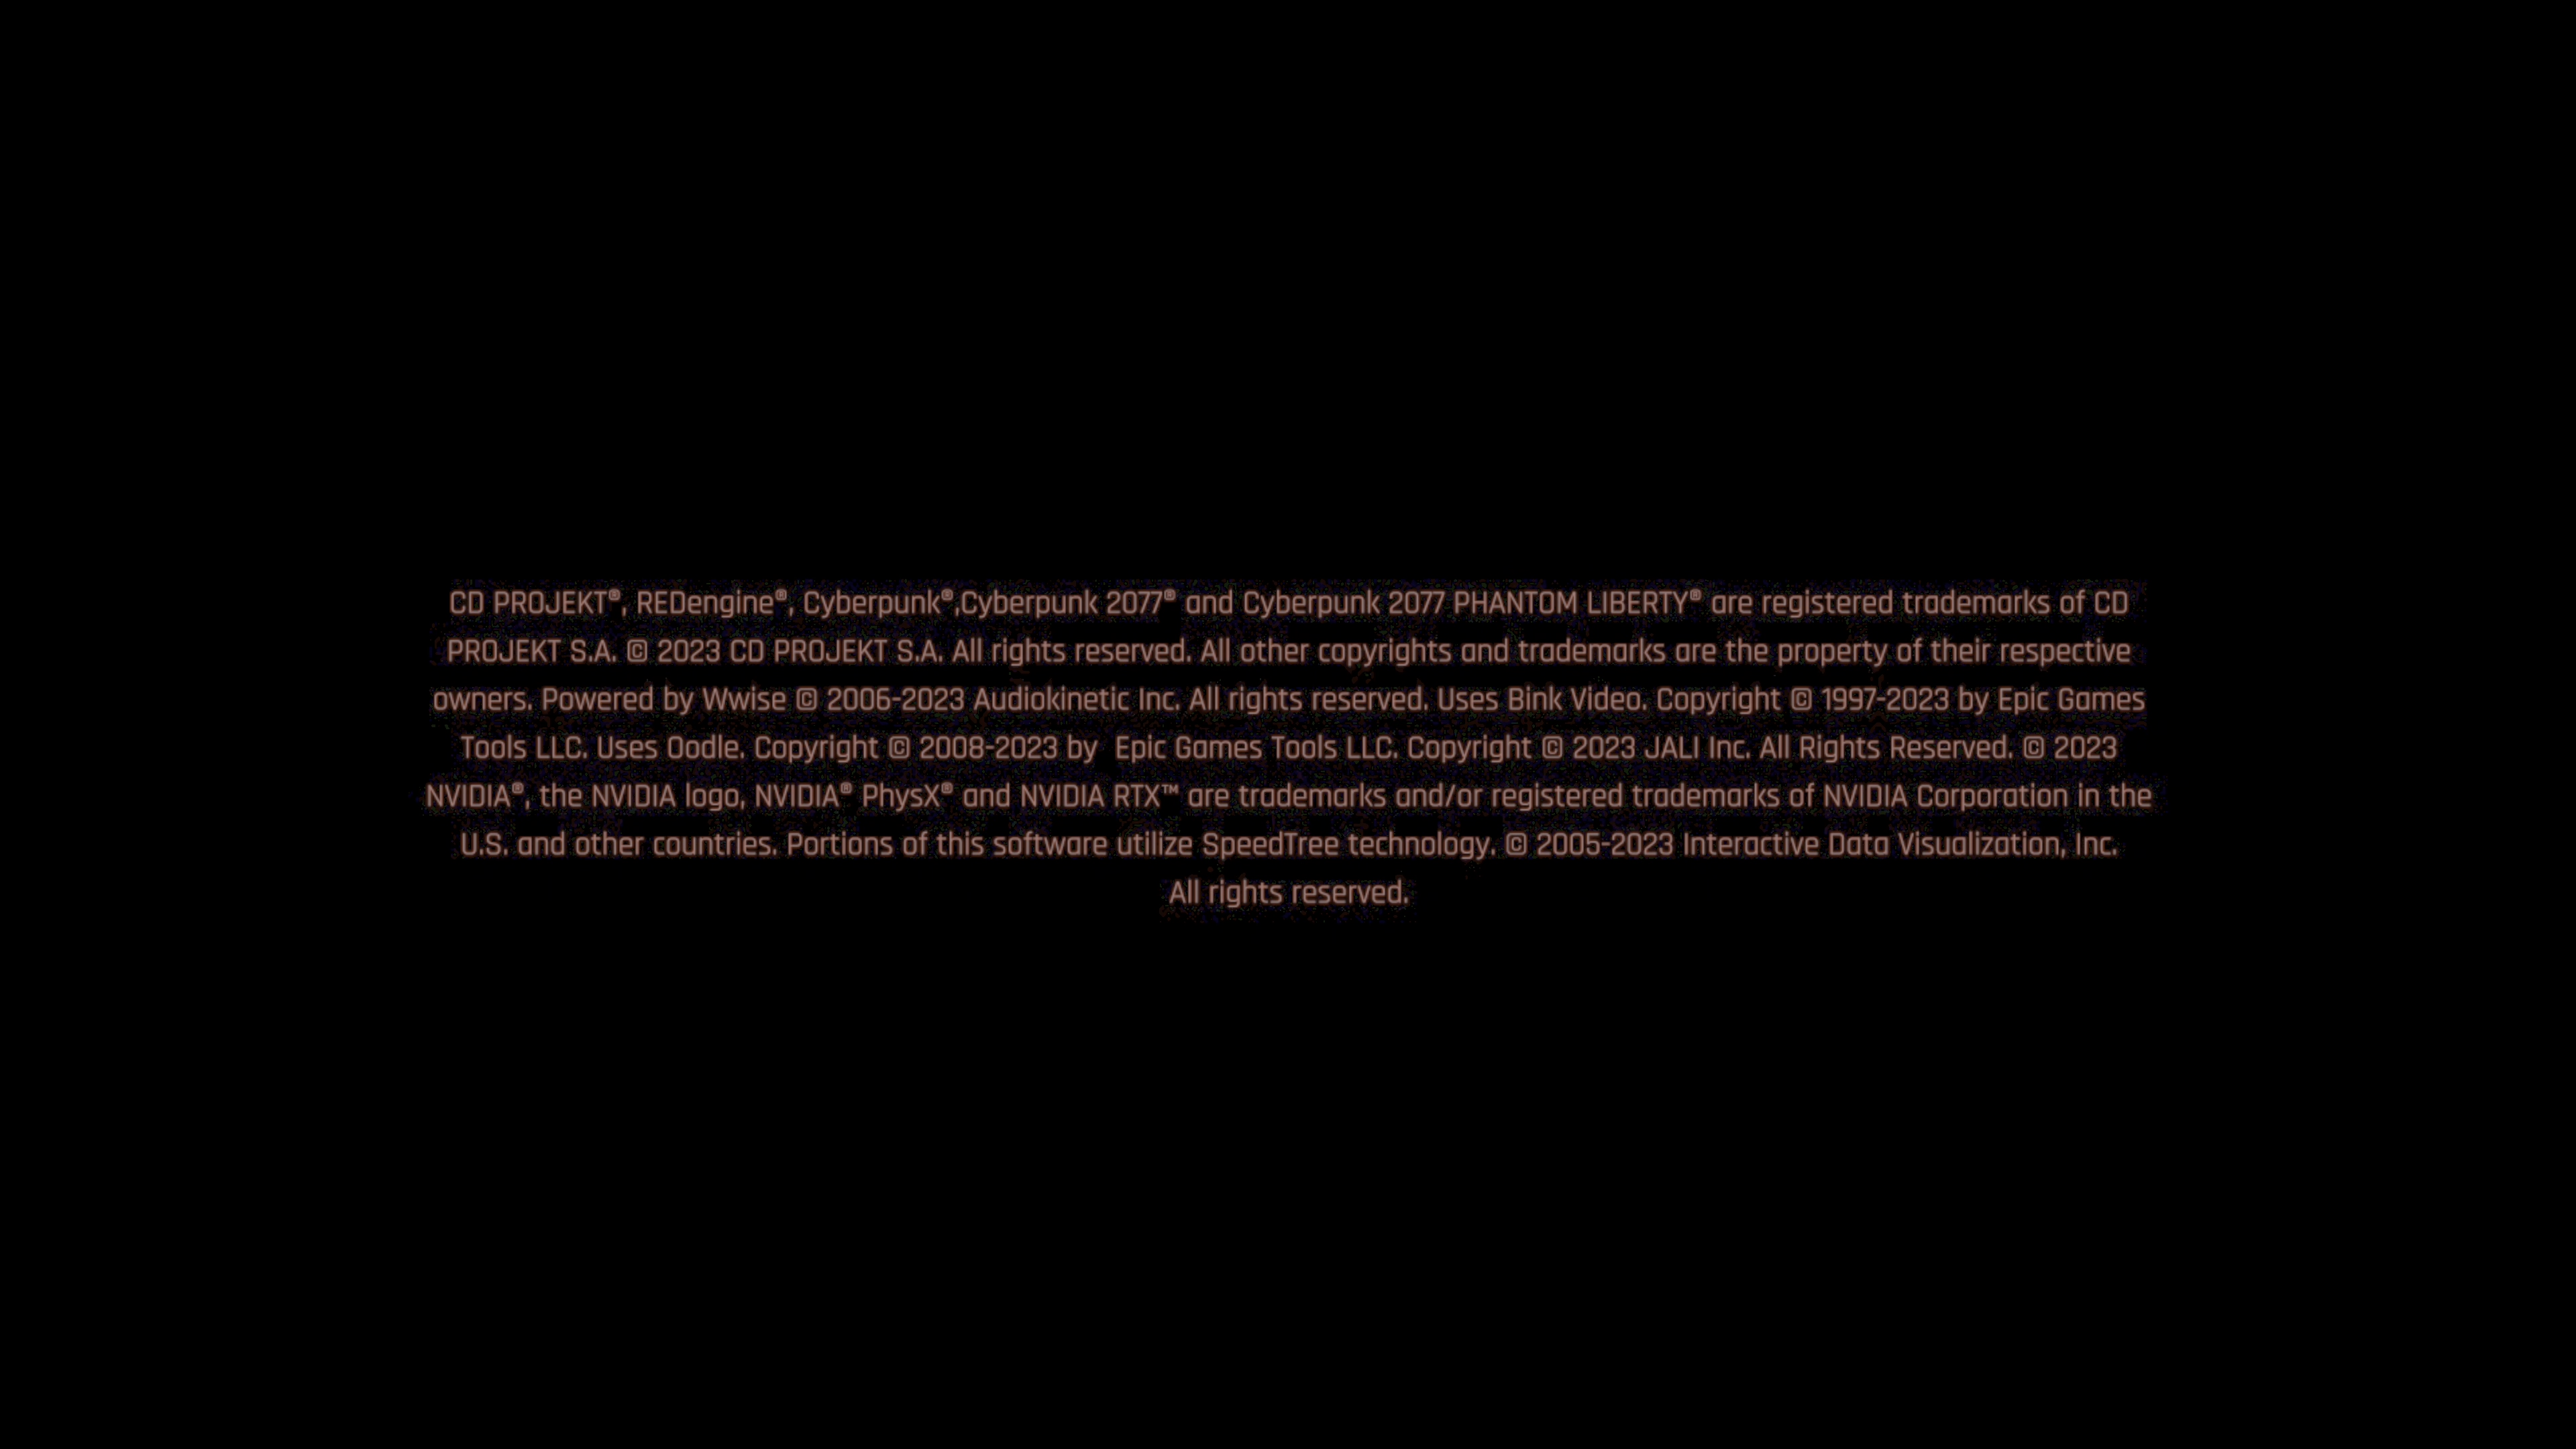 CD PROJEKT®, REDengine®, Cyberpunk®,Cyberpunk 2077® and Cyberpunk 2077 PHANTOM LIBERTY® are registered trademarks of CD
PROJEKT S.A. © 2023 CD PROJEKT S.A. All rights reserved. All other copyrights and trademarks are the property of their respective
owners. Powered by Wwise © 2006-2023 Audiokinetic Inc. All rights reserved. Uses Bink Video. Copyright © 1997-2023 by Epic Games
Tools LLC. Uses Oodle. Copyright © 2008-2023 by  Epic Games Tools LLC. Copyright © 2023 JALI Inc. All Rights Reserved. © 2023
NVIDIA®, the NVIDIA logo, NVIDIA® PhysX® and NVIDIA RTX™ are trademarks and/or registered trademarks of NVIDIA Corporation in the
U.S. and other countries. Portions of this software utilize SpeedTree technology. © 2005-2023 Interactive Data Visualization, Inc.
All rights reserved.